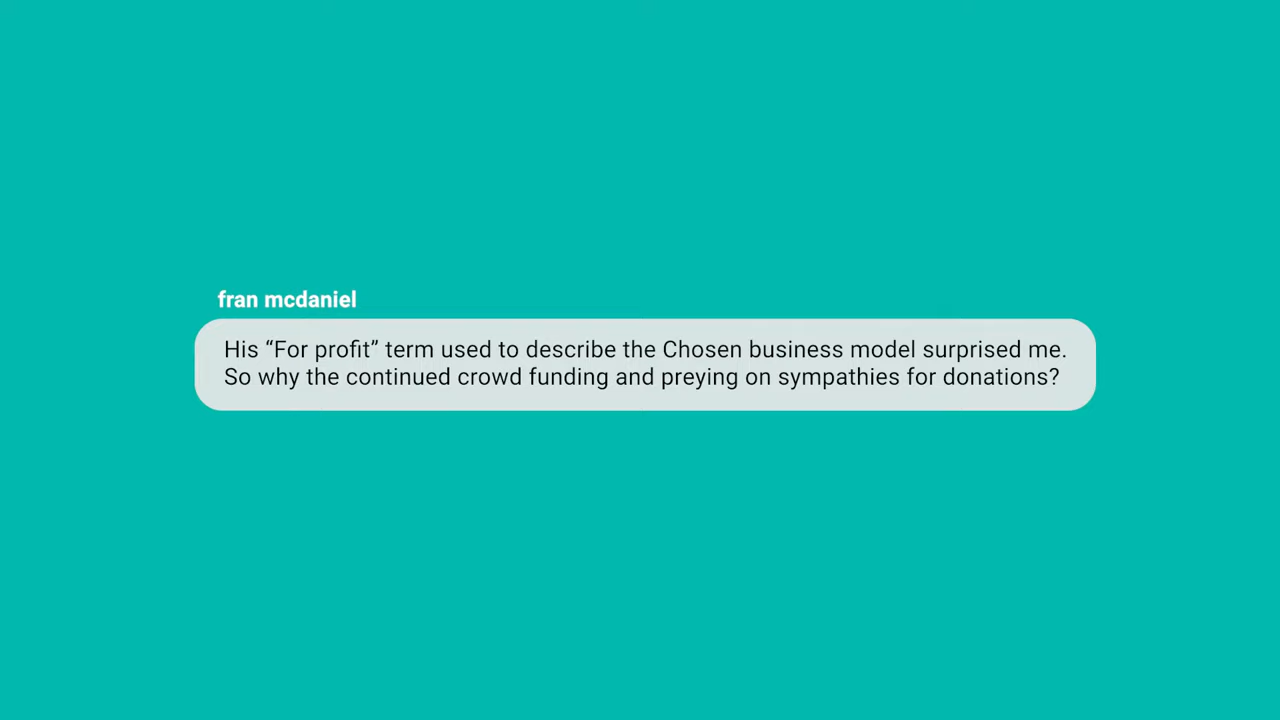 fran mcdaniel
His “For profit” term used to describe the Chosen business model surprised me.
So why the continued crowd funding and preying on sympathies for donations?